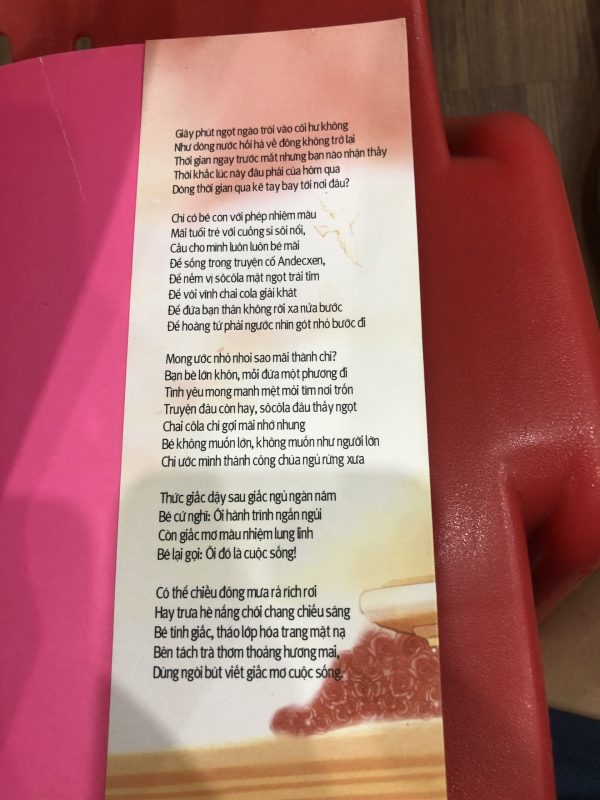 Giây phút ngọt ngào trôi vào cõi hư không
Như dòng nước hối hả về đông không trở lại
Thời gian ngay trước mắt nhưng bạn nào nhận thấy
Thời khắc lúc này đâu phải của hôm qua
Dòng thời gian qua kẽ tay bay tới nơi đâu?
Chỉ có bé con với phép nhiệm màu
Mãi tuổi trẻ với cuồng si sôi nổi,
Cầu cho mình luôn luôn bé mãi
Để sống trong truyện cổ Andecxen,
Để nếm vị sôcôla mật ngọt trái tim
Để vòi vĩnh chai cola giải khát
Để đứa bạn thân không rời xa nửa bước
Để hoàng tử phải ngước nhìn gót nhỏ bước đi
Mong ước nhỏ nhoi sao mãi thành chi?
Bạn bè lớn khôn, mỗi đứa một phương đi
Tình yêu mong manh mệt mỏi tìm nơi trốn
Truyện đâu còn hay, sôcôla đâu thấy ngọt
Chai côla chỉ gợi mãi nhớ nhung
Bé không muốn lớn, không muốn như người lớn
Chỉ ước mình thành công chúa ngủ rừng xưa
Thức giấc dậy sau giấc ngủ ngàn năm
Bé cứ nghĩ: Ôi hành trình ngắn ngủi
Còn giấc mơ màu nhiệm lung linh
Bé lại gọi: Ôi đó là cuộc sống!
Có thể chiều đông mưa rả rích rơi
Hay trưa hè nắng chói chang chiếu sáng
Bé tỉnh giấc, tháo lớp hóa trang mặt nạ
Bên tách trà thơm thoảng hương mai,
Dùng ngòi bút viết giấc mơ cuộc sống.